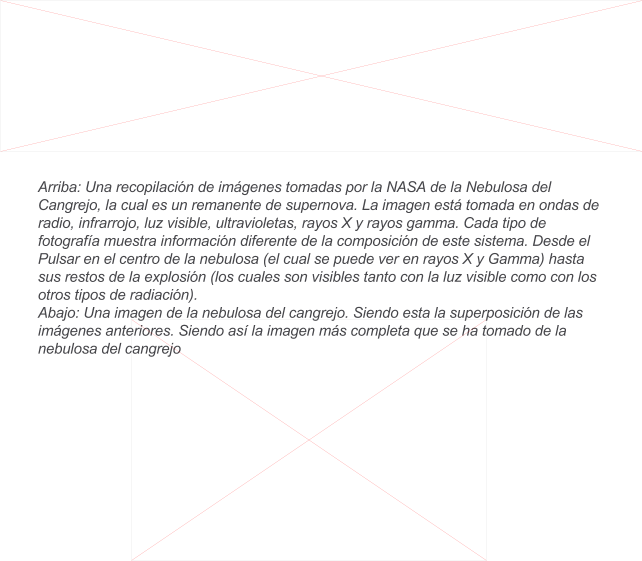 Arriba: Una recopilación de imágenes tomadas por la NASA de la Nebulosa del
Cangrejo, la cual es un remanente de supernova. La imagen está tomada en ondas de
radio, infrarrojo, luz visible, ultravioletas, rayos X y rayos gamma. Cada tipo de
fotografía muestra información diferente de la composición de este sistema. Desde el
Pulsar en el centro de la nebulosa (el cual se puede ver en rayos X y Gamma) hasta
sus restos de la explosión (los cuales son visibles tanto con la luz visible como con los
otros tipos de radiación).
Abajo: Una imagen de la nebulosa del cangrejo. Siendo esta la superposición de las
imágenes anteriores. Siendo así la imagen más completa que se ha tomado de la
nebulosa del cangrejo